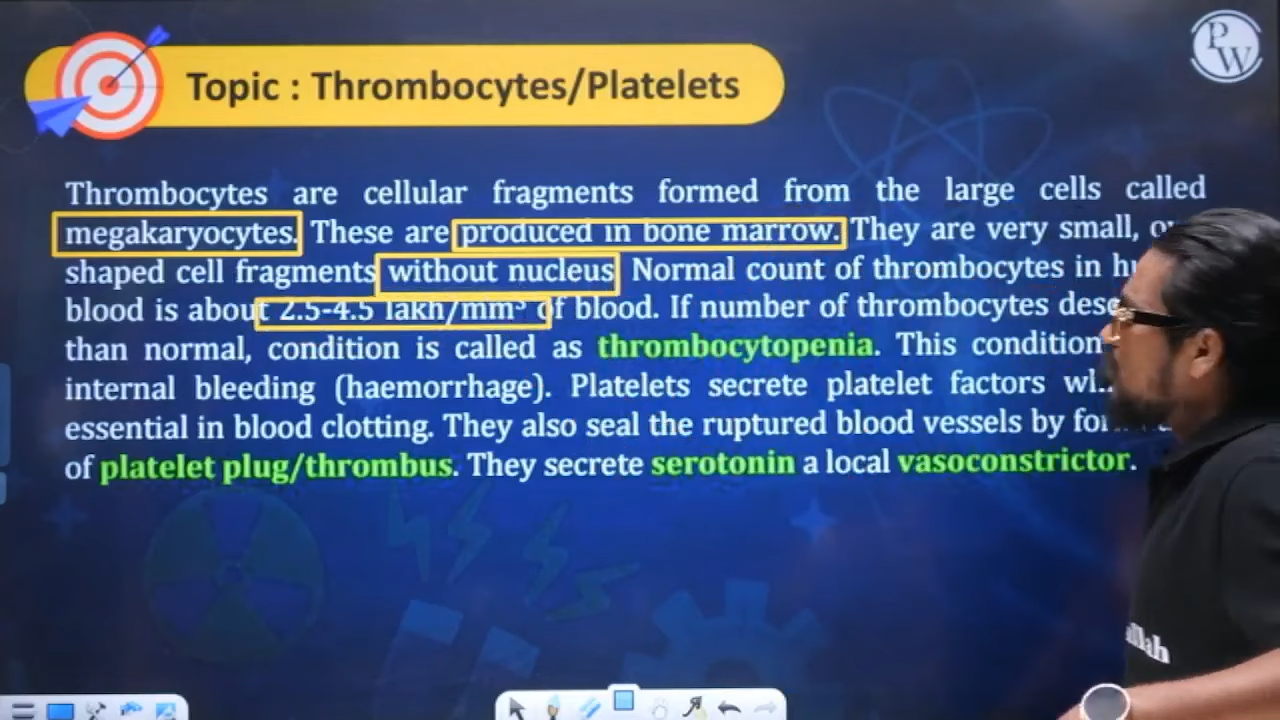 PW
Topic : Thrombocytes/Platelets
Thrombocytes are cellular fragments formed from the large cells called
megakaryocytes. These are produced in bone marrow. They are very small,
shaped cell fragments without nucleus Normal count of thrombocytes in
blood is about 2.5-4.5 lakh/mm³ of blood. If number of thrombocytes
than normal, condition is called as thrombocytopenia. This condition
internal bleeding (haemorrhage). Platelets secrete platelet factors
essential in blood clotting. They also seal the ruptured blood vessels by
of platelet plug/thrombus. They secrete serotonin a local vasoconstrictor.